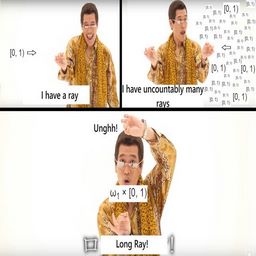 [0, 1) ⇨
I have a ray
[0, 1)
⇦
[0, 1)
[0, 1)
[0, 1)
I have uncountably many
rays
Unghh!
ω₁ × [0, 1)
Long Ray!